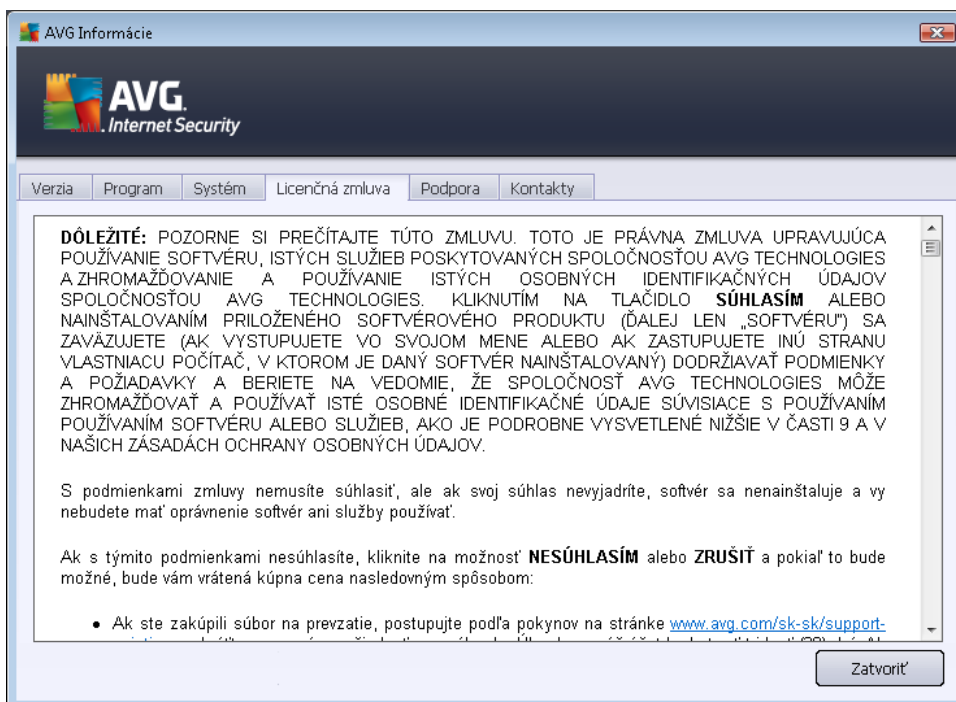 AVG Informácie
AVG.
Internet Security
Verzia Program Systém Licenčná zmluva Podpora Kontakty
DÔLEŽITÉ: POZORNE SI PREČÍTAJTE TÚTO ZMLUVU. TOTO JE PRÁVNA ZMLUVA UPRAVUJÚCA
POUŽÍVANIE SOFTVÉRU, ISTÝCH SLUŽIEB POSKYTOVANÝCH SPOLOČNOSŤOU AVG TECHNOLOGIES
A ZHROMAŽĎOVANIE A POUŽÍVANIE ISTÝCH OSOBNÝCH IDENTIFIKAČNÝCH ÚDAJOV
SPOLOČNOSŤOU AVG TECHNOLOGIES. KLIKNUTÍM NA TLAČIDLO SÚHLASÍM ALEBO
NAINŠTALOVANÍM PRILOŽENÉHO SOFTVÉROVÉHO PRODUKTU (ĎALEJ LEN „SOFTVÉRU") SA
ZAVÄZUJETE (AK VYSTUPUJETE VO SVOJOM MENE ALEBO AK ZASTUPUJETE INÚ STRANU
VLASTNIACU POČÍTAČ, V KTOROM JE DANÝ SOFTVÉR NAINŠTALOVANÝ) DODRŽIAVAŤ PODMIENKY
A POŽIADAVKY A BERIETE NA VEDOMIE, ŽE SPOLOČNOSŤ AVG TECHNOLOGIES MÔŽE
ZHROMAŽĎOVAŤ A POUŽÍVAŤ ISTÉ OSOBNÉ IDENTIFIKAČNÉ ÚDAJE SÚVISIACE S POUŽÍVANÍM
POUŽÍVANÍM SOFTVÉRU ALEBO SLUŽIEB, AKO JE PODROBNE VYSVETLENÉ NIŽŠIE V ČASTI 9 A V
NAŠICH ZÁSADÁCH OCHRANY OSOBNÝCH ÚDAJOV.
S podmienkami zmluvy nemusíte súhlasiť, ale ak svoj súhlas nevyjadríte, softvér sa nenainštaluje a vy
nebudete mať oprávnenie softvér ani služby používať.
Ak s týmito podmienkami nesúhlasíte, kliknite na možnosť NESÚHLASÍM alebo ZRUŠIŤ a pokiaľ to bude
možné, bude vám vrátená kúpna cena nasledovným spôsobom:
• Ak ste zakúpili súbor na prevzatie, postupujte podľa pokynov na stránke www.avg.com/sk-sk/support-
Zatvoriť